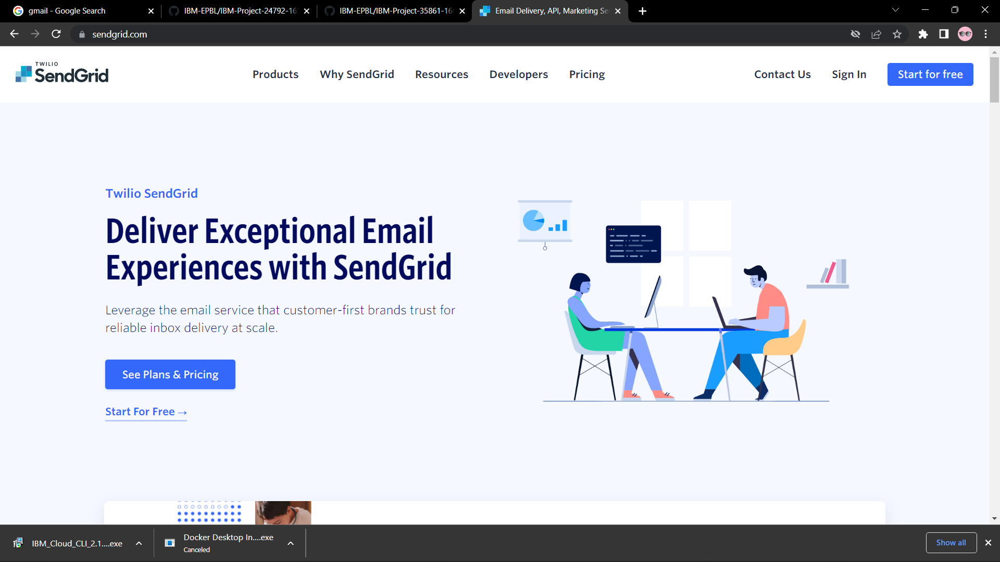 gmail - Google Search
IBM-EPBL/IBM-Project-24792-16
IBM-EPBL/IBM-Project-35861-16
Email Delivery, API, Marketing Se
sendgrid.com
TWILIO
SendGrid
Products
Why SendGrid
Resources
Developers
Pricing
Contact Us
Sign In
Start for free
Twilio SendGrid
Deliver Exceptional Email
Experiences with SendGrid
Leverage the email service that customer-first brands trust for
reliable inbox delivery at scale.
See Plans & Pricing
Start For Free →
IBM_Cloud_CLI_2.1....exe
Docker Desktop In....exe
Canceled
Show all